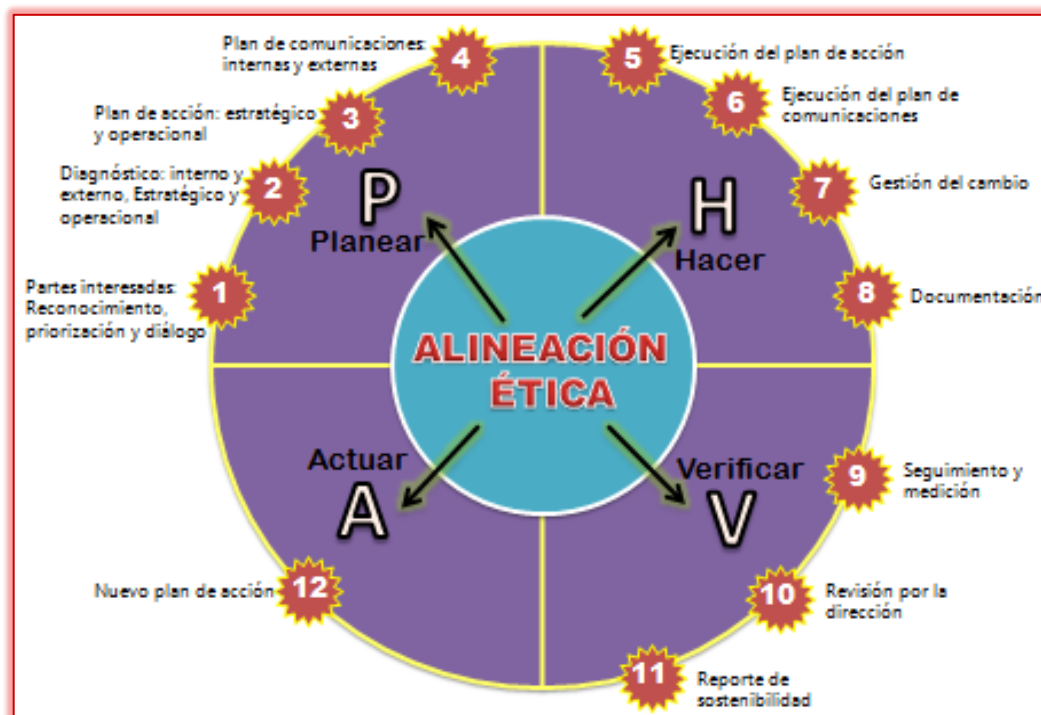 Plan de comunicaciones:
internas y externas
4
5
Ejecución del plan de acción
Plan de acción: estratégico
y operacional
3
6
Ejecución del plan de
comunicaciones
Diagnóstico: interno y
externo, Estratégico y
operacional
2
7
Gestión del cambio
P
Planear
H
Hacer
Partes interesadas:
Reconocimiento,
priorización y diálogo
1
8
Documentación
ALINEACIÓN
ÉTICA
Actuar
A
Verificar
V
9
Seguimiento y
medición
Nuevo plan de acción
12
10
Revisión por la
dirección
11
Reporte de
sostenibilidad